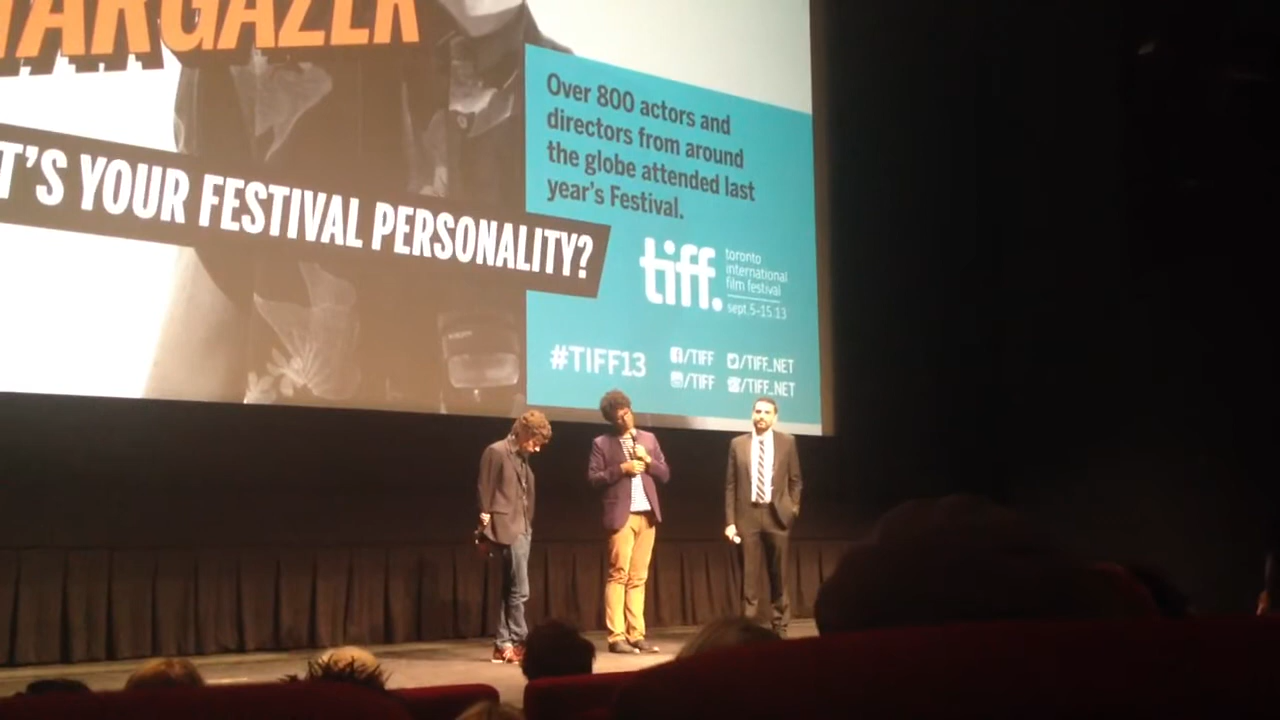 TARGAZER
T'S YOUR FESTIVAL PERSONALITY?
Over 800 actors and
directors from around
the globe attended last
year's Festival.
tiff.
toronto
international
film festival
sept.5-15.13
#TIFF13
/TIFF
/TIFF_NET
/TIFF
/TIFF_NET